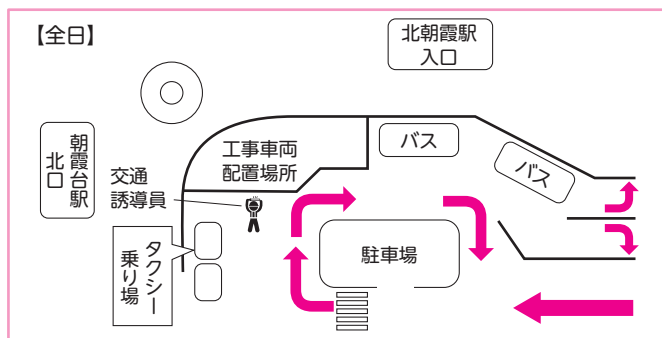 【全日】
北朝霞駅
入口
朝霞台駅
北口
工事車両
配置場所
バス
バス
交通
誘導員
タクシー
乗り場
駐車場